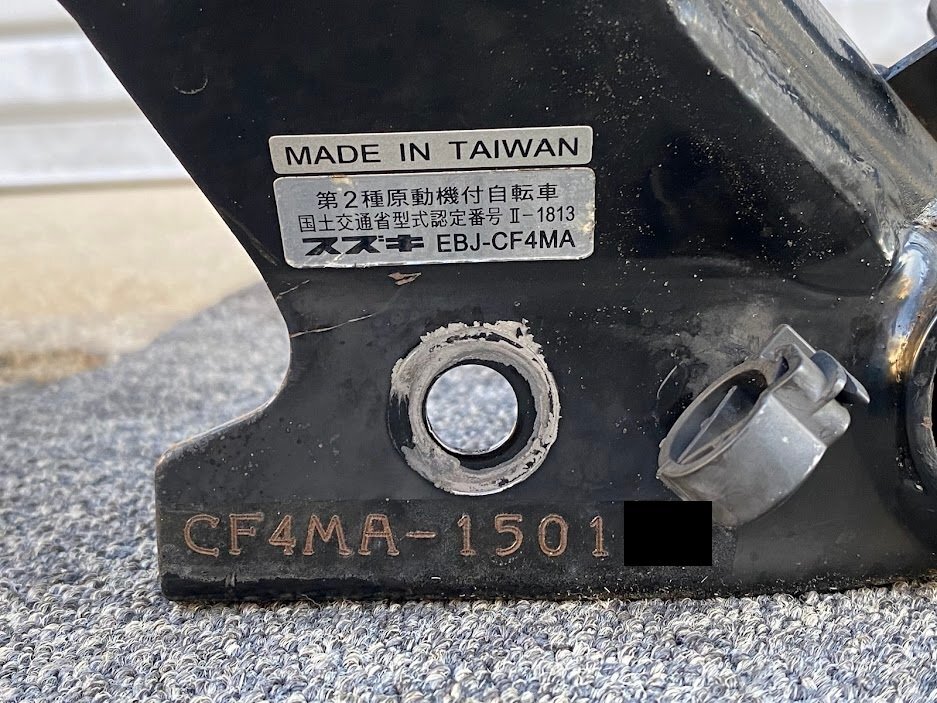 MADE IN TAIWAN
第2種原動機付自転車
国土交通省型式認定番号 Ⅱ-1813
スズキ EBJ-CF4MA
CF4MA-1501